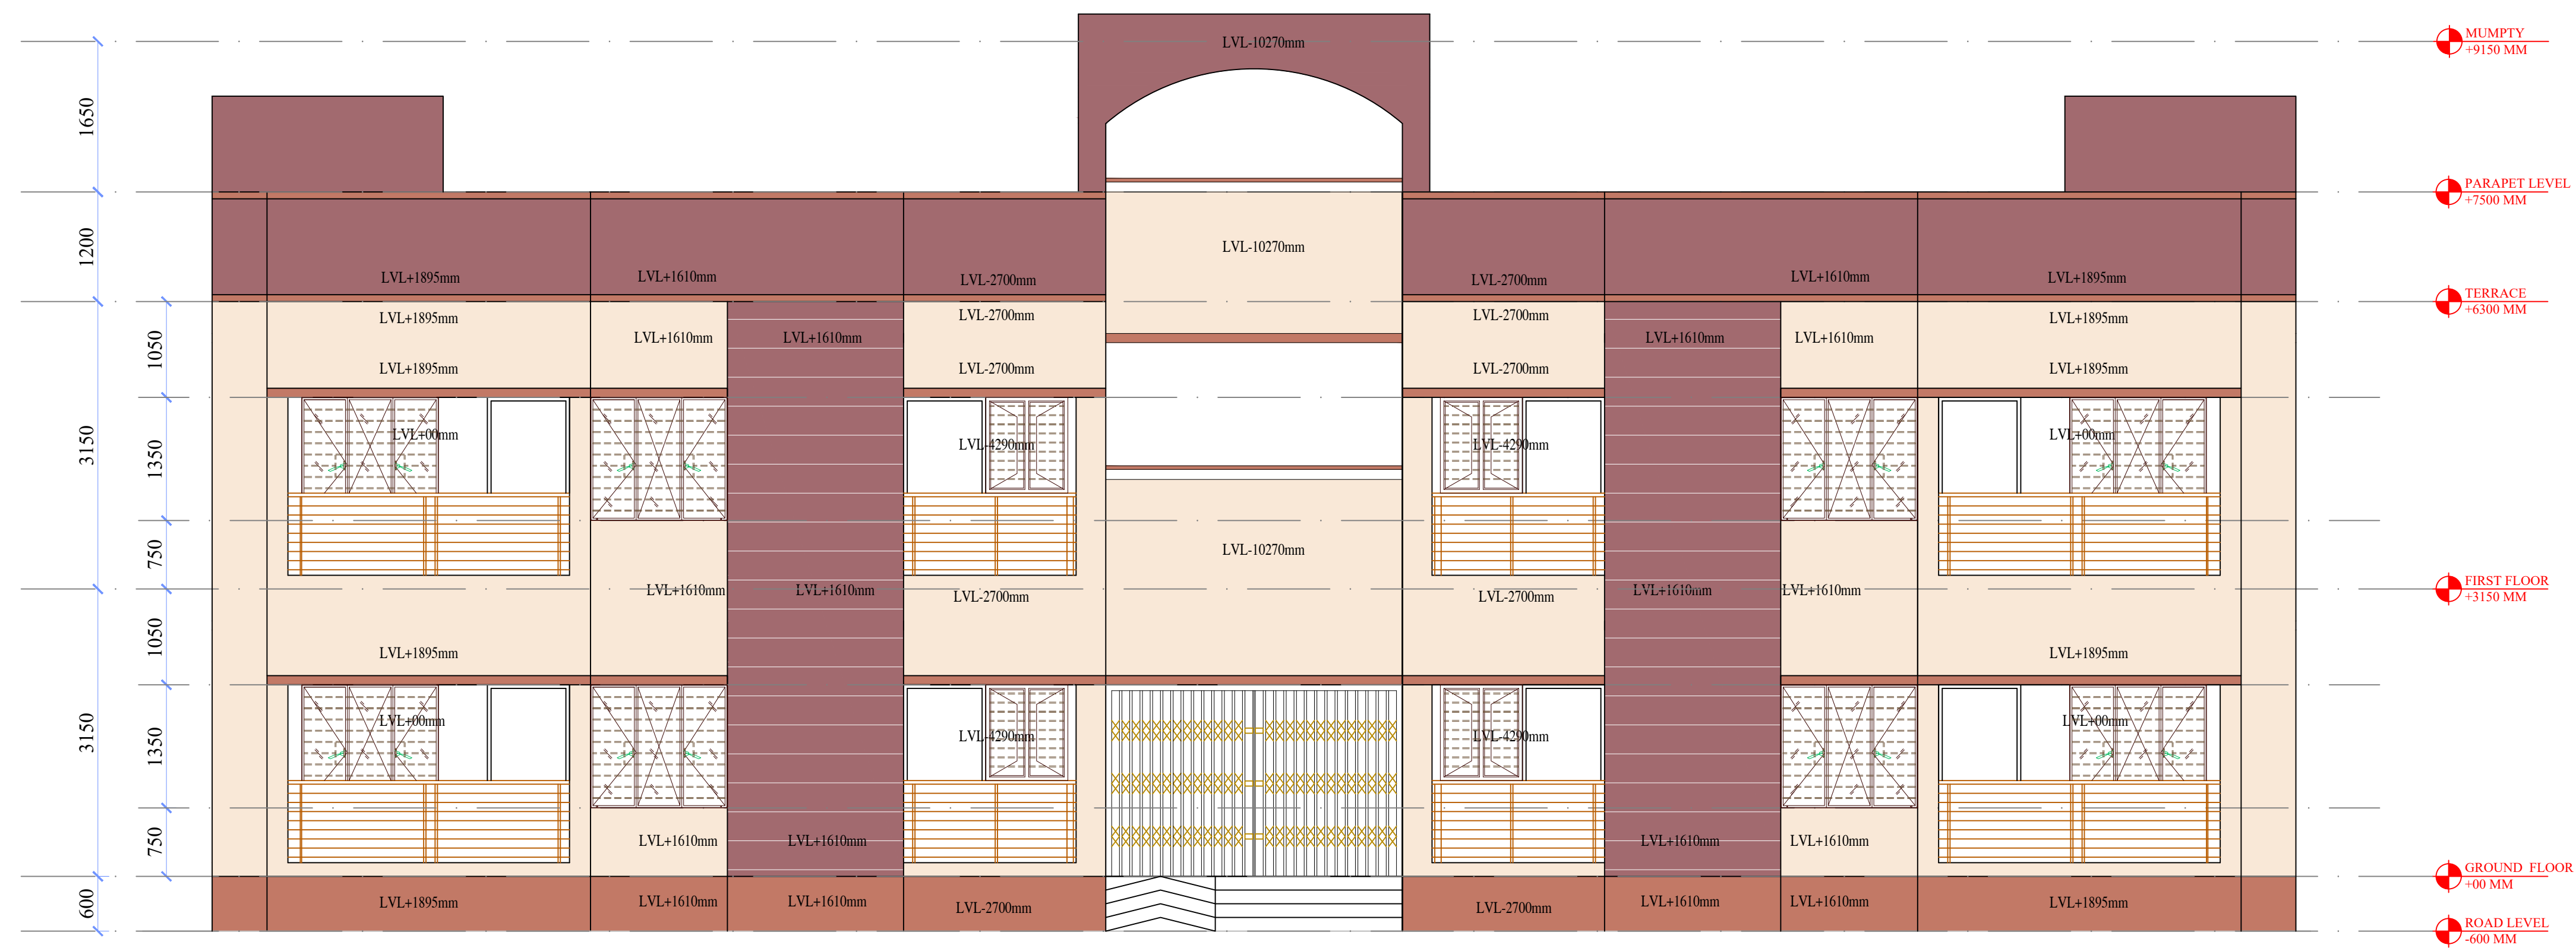 MUMPTY
+9150 MM
LVL-10270mm
1650
PARAPET LEVEL
+7500 MM
1200
LVL-10270mm
LVL+1895mm
LVL+1610mm
LVL-2700mm
LVL-2700mm
LVL+1610mm
LVL+1895mm
TERRACE
+6300 MM
LVL+1895mm
LVL-2700mm
LVL-2700mm
LVL+1895mm
1050
LVL+1610mm
LVL+1610mm
LVL+1610mm
LVL+1610mm
LVL+1895mm
LVL-2700mm
LVL-2700mm
LVL+1895mm
3150
1350
LVL+00mm
LVL-4290mm
LVL-4290mm
LVL+00mm
750
LVL-10270mm
FIRST FLOOR
+3150 MM
LVL+1610mm
LVL+1610mm
LVL-2700mm
LVL-2700mm
LVL+1610mm
LVL+1610mm
1050
LVL+1895mm
LVL+1895mm
3150
1350
LVL+00mm
LVL-4290mm
LVL-4290mm
LVL+00mm
750
LVL+1610mm
LVL+1610mm
LVL+1610mm
LVL+1610mm
GROUND FLOOR
+00 MM
600
LVL+1895mm
LVL+1610mm
LVL+1610mm
LVL-2700mm
LVL-2700mm
LVL+1610mm
LVL+1610mm
LVL+1895mm
ROAD LEVEL
-600 MM